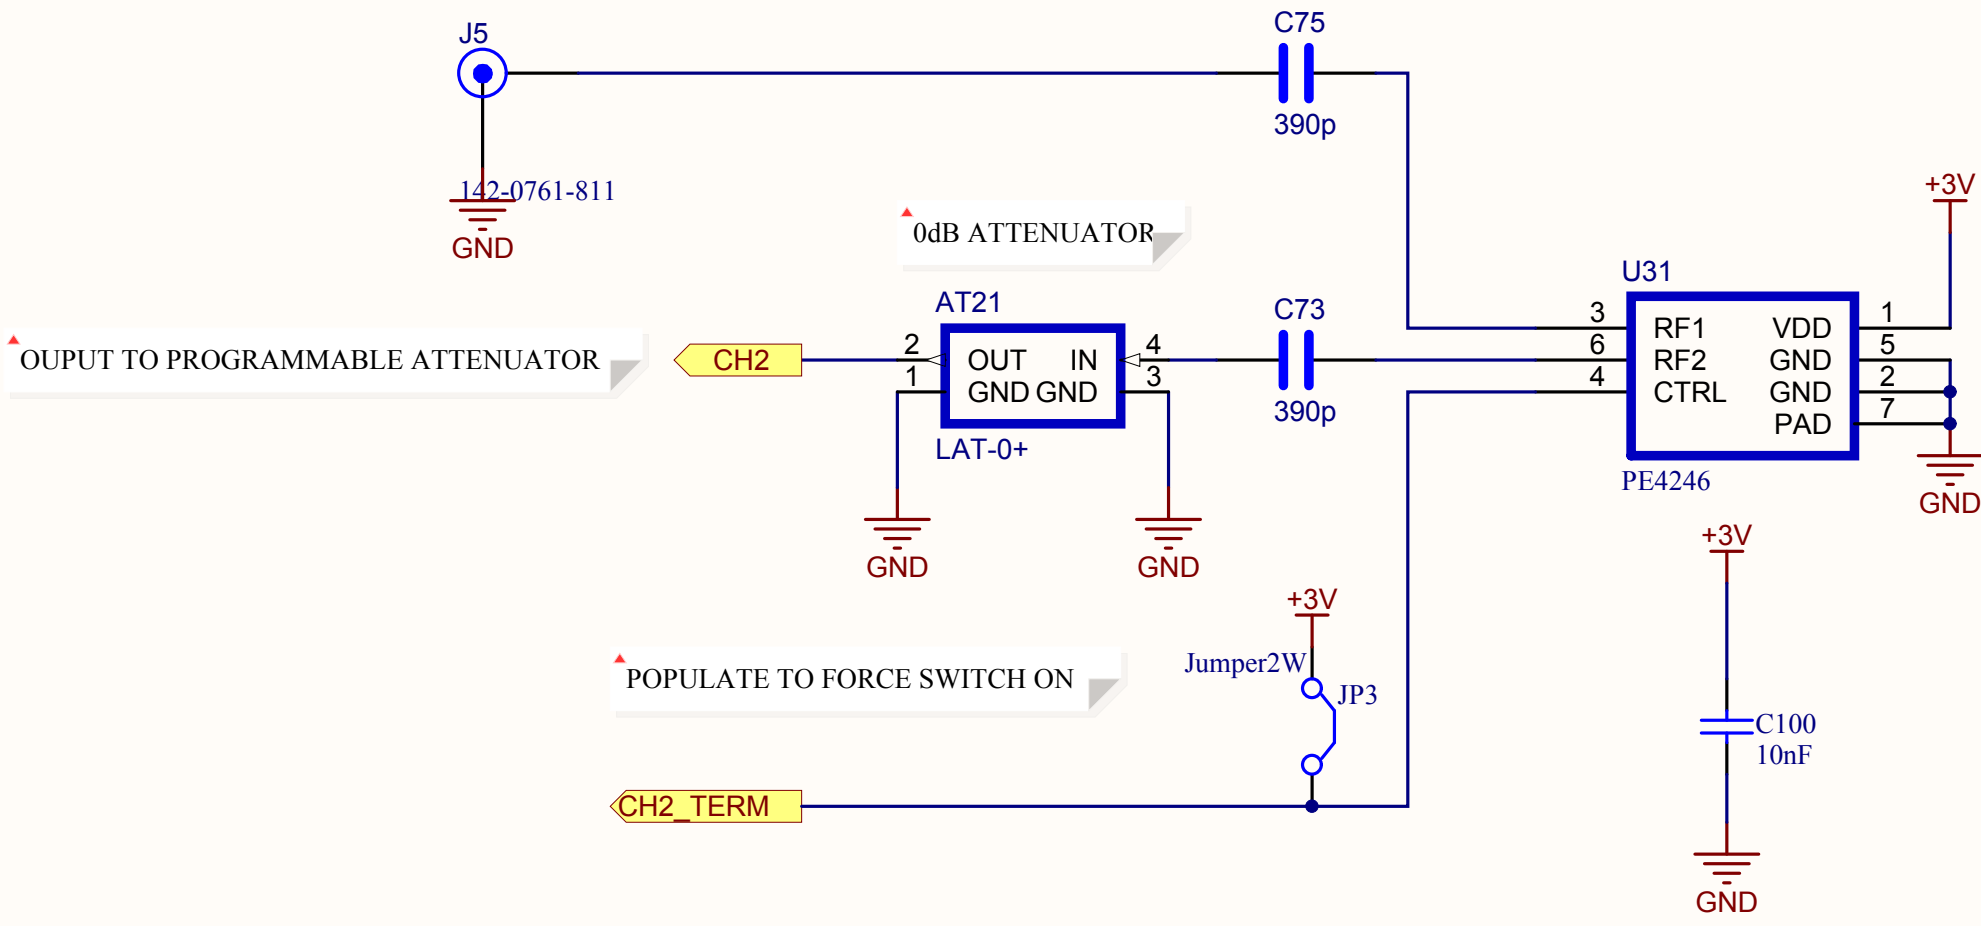 J5
142-0761-811
GND
C75
390p
0dB ATTENUATOR
+3V
OUPUT TO PROGRAMMABLE ATTENUATOR
CH2
AT21
2 OUT IN 4
1 GND GND 3
LAT-0+
GND
GND
C73
390p
U31
3 RF1 VDD 1
6 RF2 GND 5
4 CTRL GND 2
PAD 7
PE4246
GND
POPULATE TO FORCE SWITCH ON
+3V
Jumper2W
JP3
CH2_TERM
+3V
C100
10nF
GND